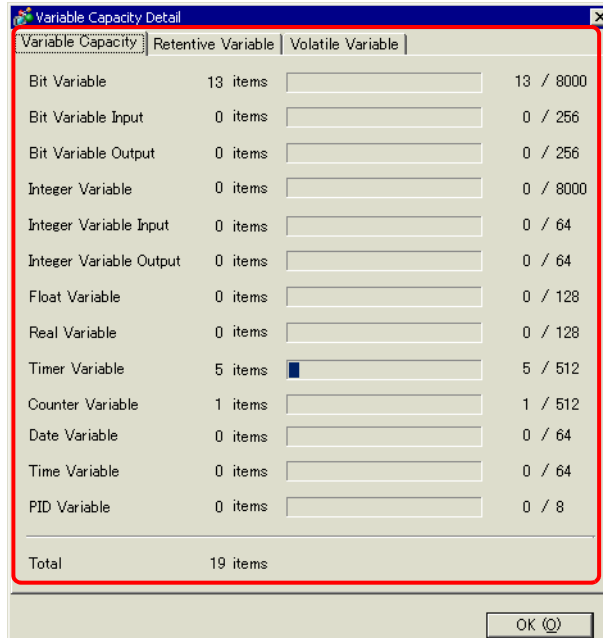 Variable Capacity Detail
Variable Capacity Retentive Variable Volatile Variable
Bit Variable 13 items 13 / 8000
Bit Variable Input 0 items 0 / 256
Bit Variable Output 0 items 0 / 256
Integer Variable 0 items 0 / 8000
Integer Variable Input 0 items 0 / 64
Integer Variable Output 0 items 0 / 64
Float Variable 0 items 0 / 128
Real Variable 0 items 0 / 128
Timer Variable 5 items 5 / 512
Counter Variable 1 items 1 / 512
Date Variable 0 items 0 / 64
Time Variable 0 items 0 / 64
PID Variable 0 items 0 / 8
Total 19 items
OK (O)